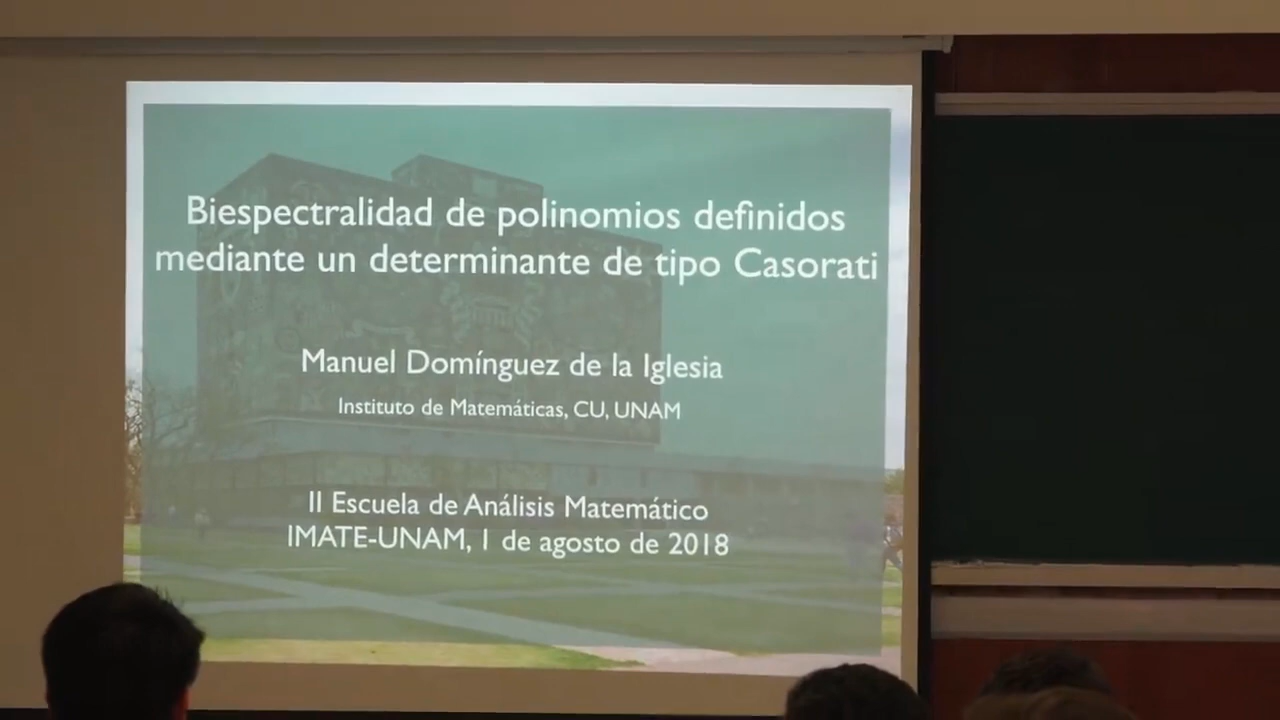 Biespectralidad de polinomios definidos
mediante un determinante de tipo Casorati
Manuel Domínguez de la Iglesia
Instituto de Matemáticas, CU, UNAM
II Escuela de Análisis Matemático
IMATE-UNAM, 1 de agosto de 2018